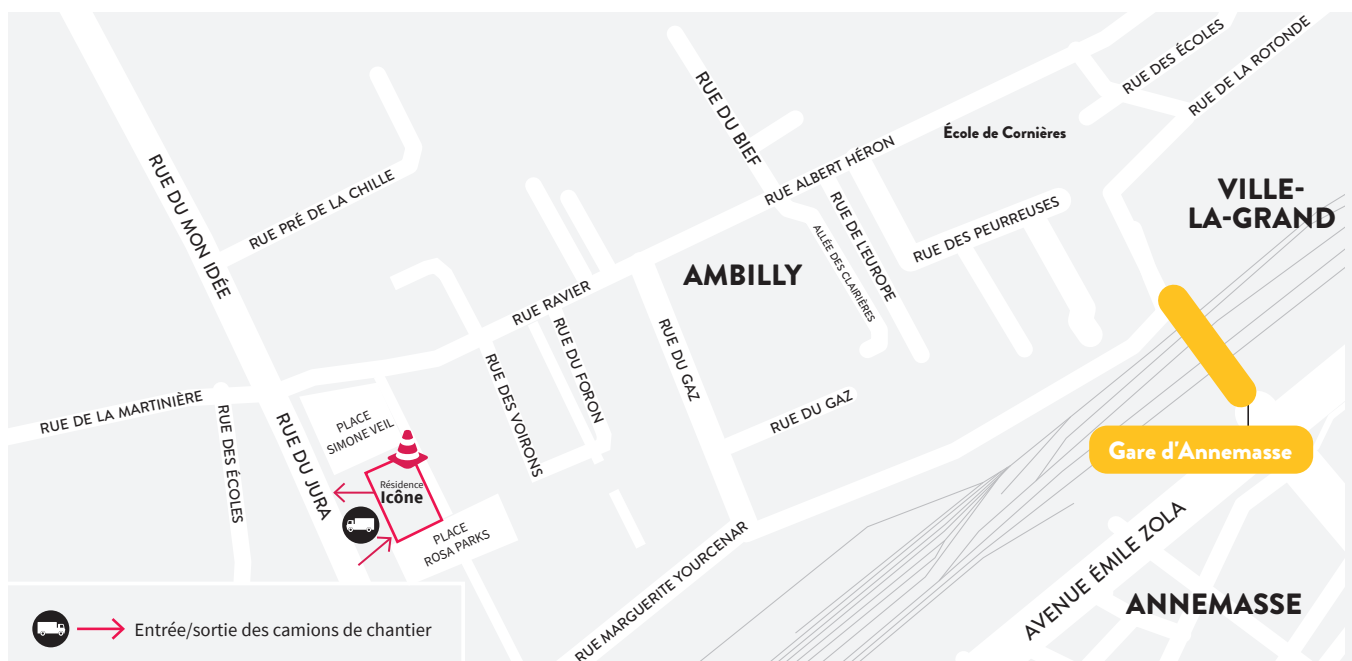 RUE DES ÉCOLES
RUE DE LA ROTONDE
RUE DU BIEF
École de Cornières
RUE ALBERT HÉRON
VILLE-
LA-GRAND
RUE DU MON IDÉE
RUE PRÉ DE LA CHILLE
RUE DE L'EUROPE
RUE DES PEURREUSES
ALLÉE DES CLAIRIÈRES
AMBILLY
RUE RAVIER
RUE DU FORON
RUE DU GAZ
RUE DES VOIRONS
RUE DE LA MARTINIÈRE
RUE DES ÉCOLES
RUE DU JURA
PLACE
SIMONE VEIL
RUE DU GAZ
Gare d'Annemasse
Résidence
Icône
PLACE
ROSA PARKS
RUE MARGUERITE YOURCENAR
AVENUE ÉMILE ZOLA
ANNEMASSE
Entrée/sortie des camions de chantier